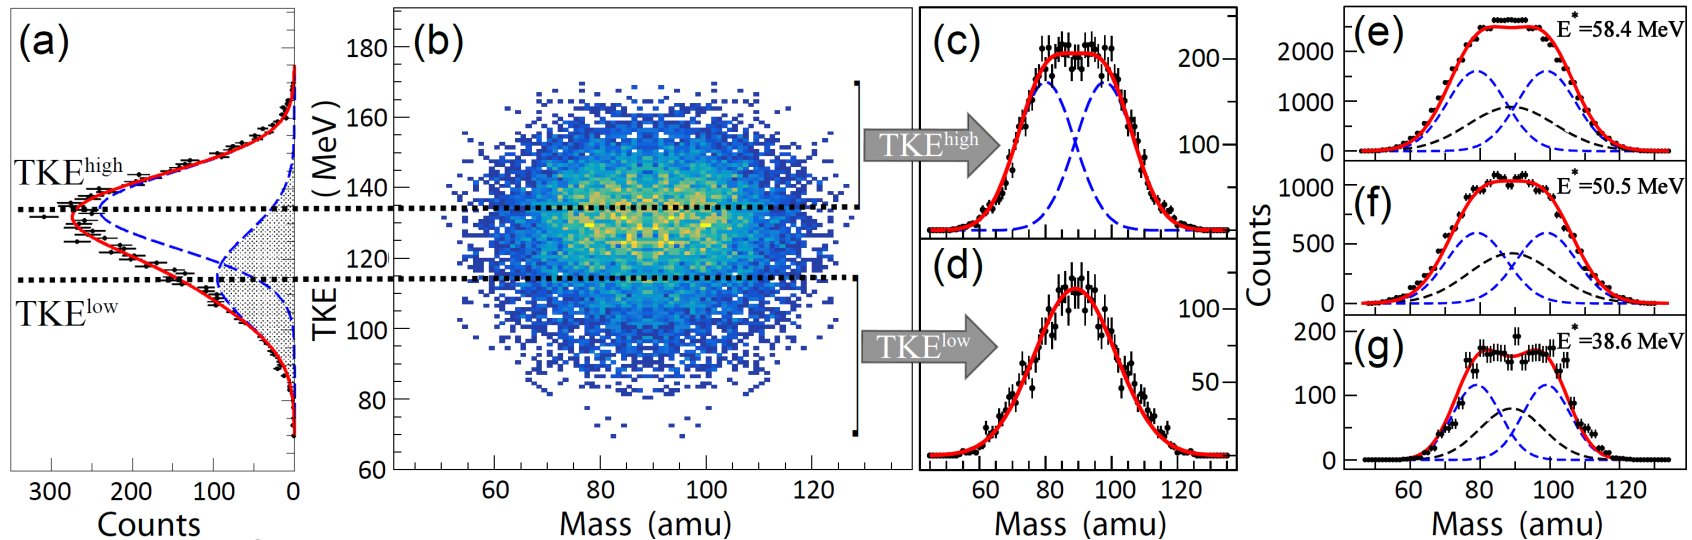 (a)
TKE^high
TKE^low
300 200 100 0
Counts
(b)
180
160
140
120
100
80
60
TKE (MeV)
60 80 100 120
Mass (amu)
TKE^high
TKE^low
(c)
200
100
(d)
100
50
60 80 100 120
Mass (amu)
Counts
(e)
E*=58.4 MeV
2000
1000
0
(f)
E*=50.5 MeV
1000
500
0
(g)
E*=38.6 MeV
200
100
0
60 80 100 120
Mass (amu)